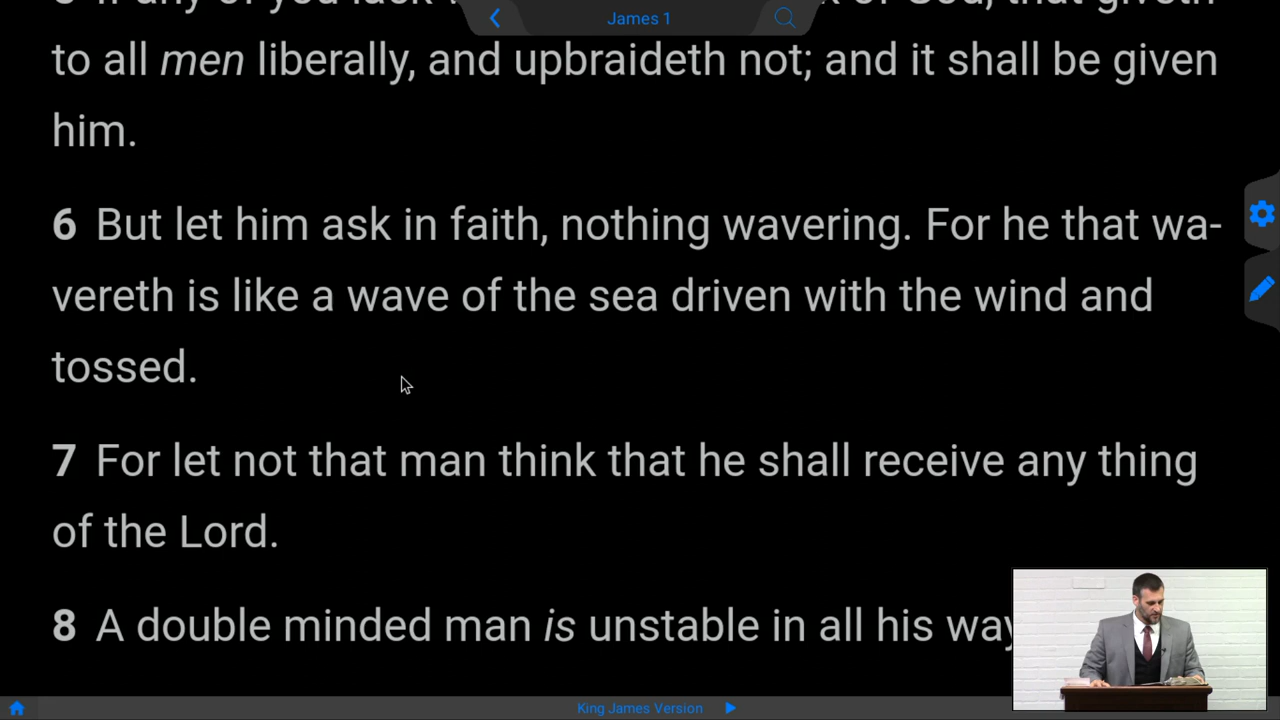 James 1
to all men liberally, and upbraideth not; and it shall be given
him.
6 But let him ask in faith, nothing wavering. For he that wa-
vereth is like a wave of the sea driven with the wind and
tossed.
7 For let not that man think that he shall receive any thing
of the Lord.
8 A double minded man is unstable in all his
King James Version